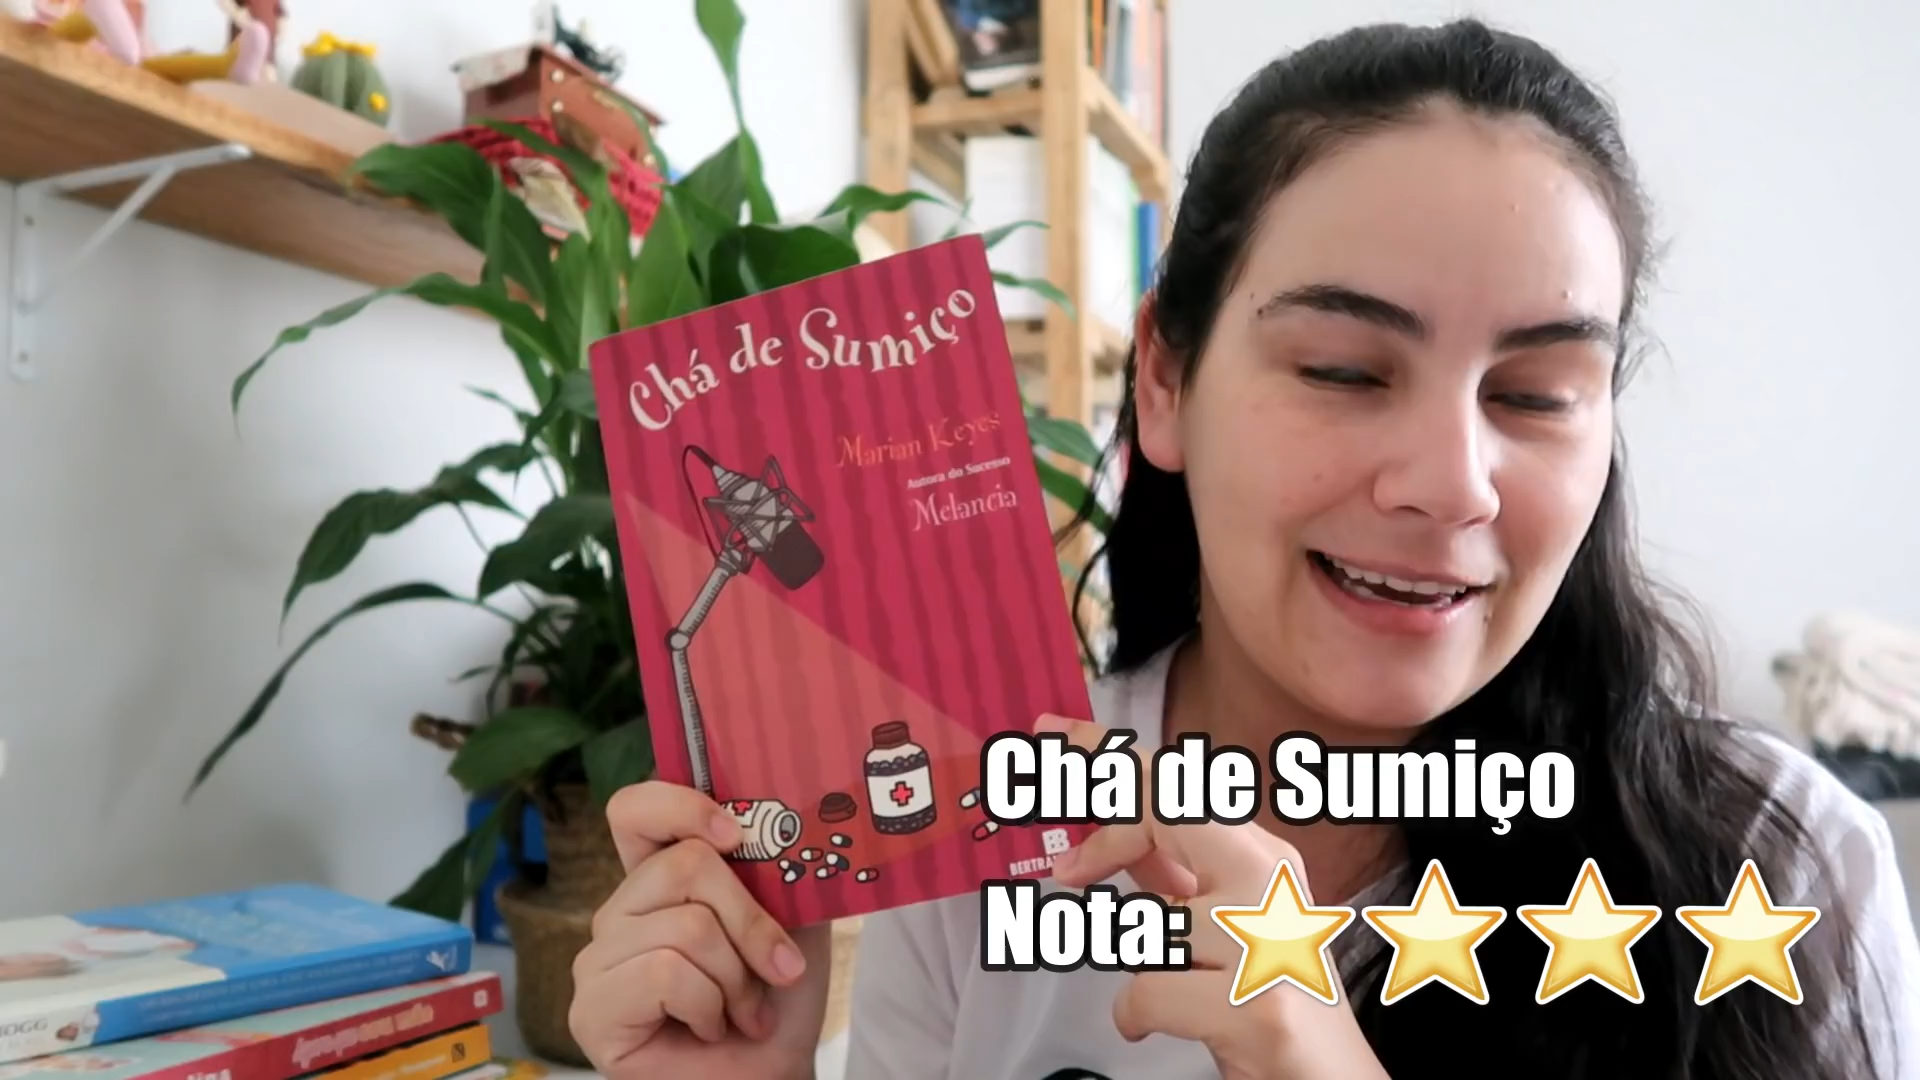 Chá de Sumiço
Marian Keyes
Autora do Sucesso
Melancia
Chá de Sumiço
Nota: